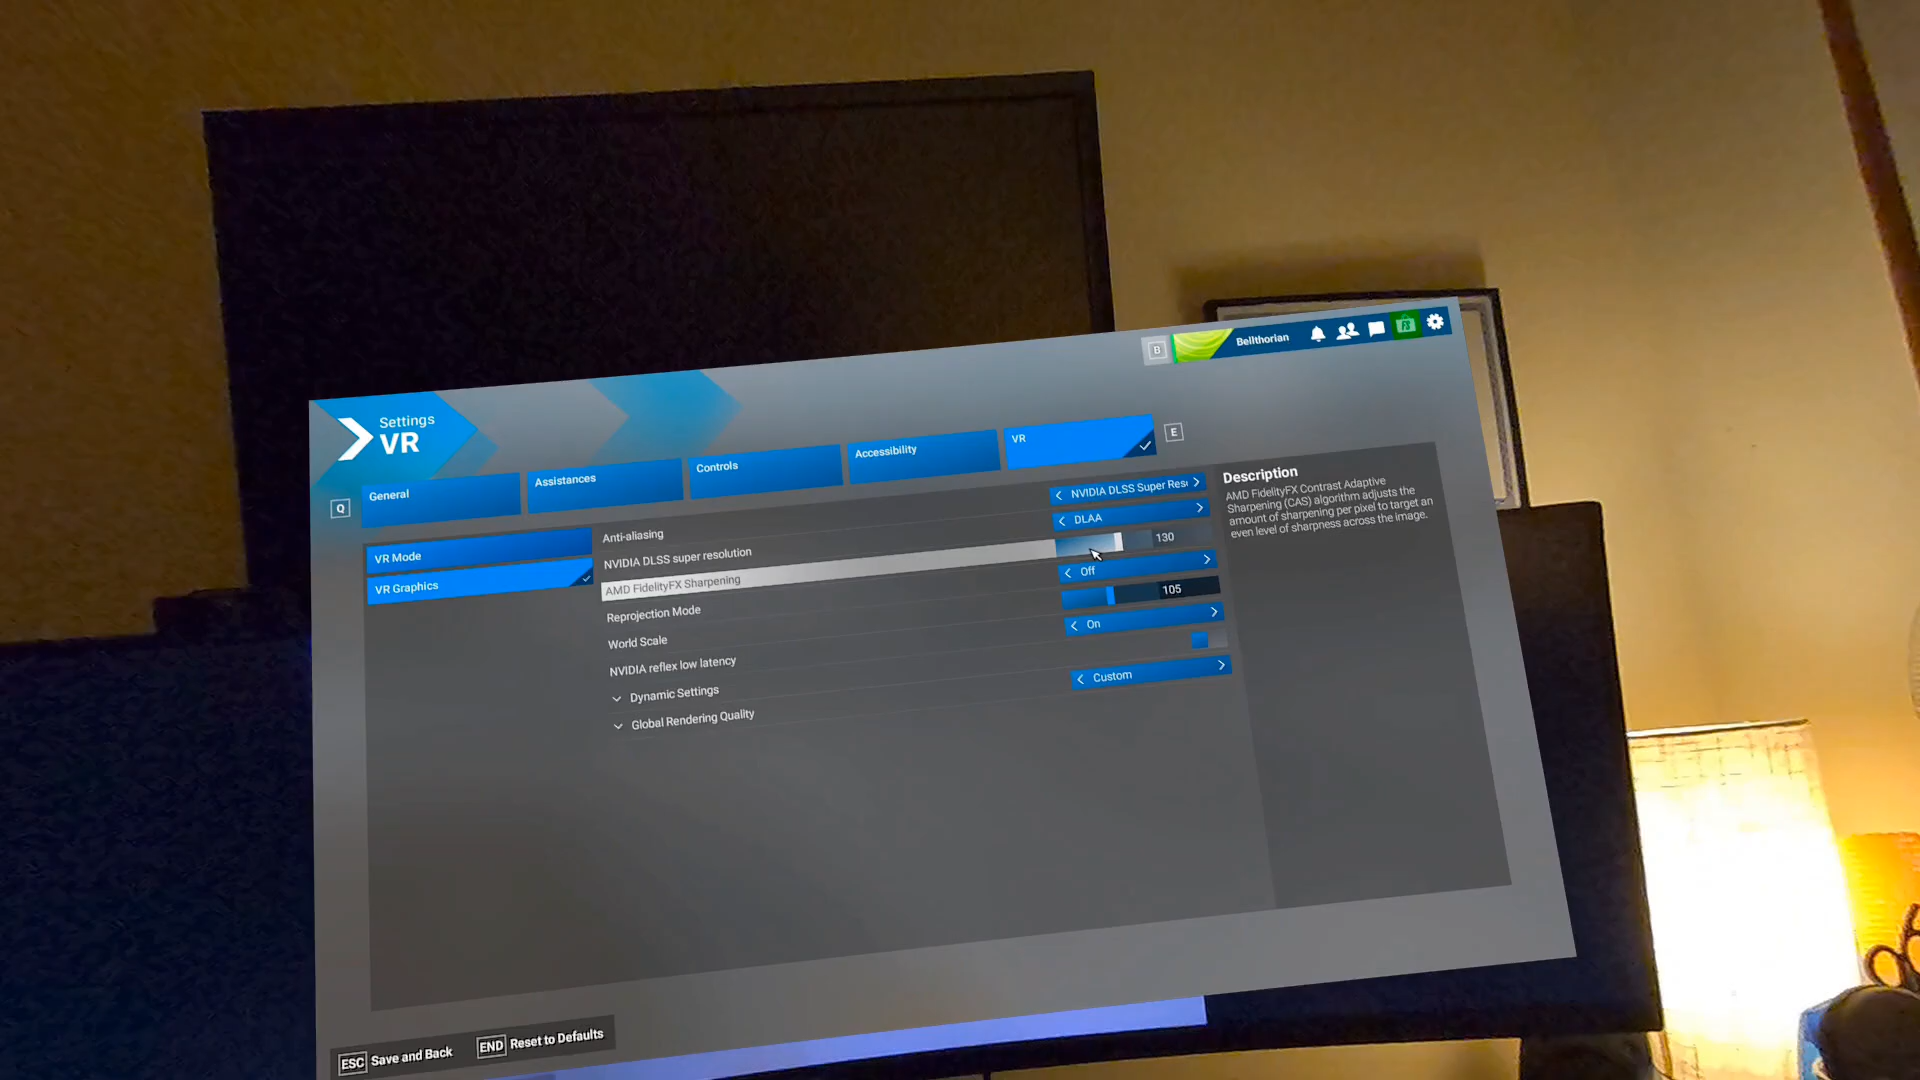 B
Bellthorian
FS
Settings
VR
Q
General
Assistances
Controls
Accessibility
VR
E
VR Mode
VR Graphics
Anti-aliasing
NVIDIA DLSS Super Res
NVIDIA DLSS super resolution
DLAA
AMD FidelityFX Sharpening
130
Reprojection Mode
Off
World Scale
105
NVIDIA reflex low latency
On
Dynamic Settings
Global Rendering Quality
Custom
Description
AMD FidelityFX Contrast Adaptive
Sharpening (CAS) algorithm adjusts the
amount of sharpening per pixel to target an
even level of sharpness across the image.
ESC Save and Back
END Reset to Defaults